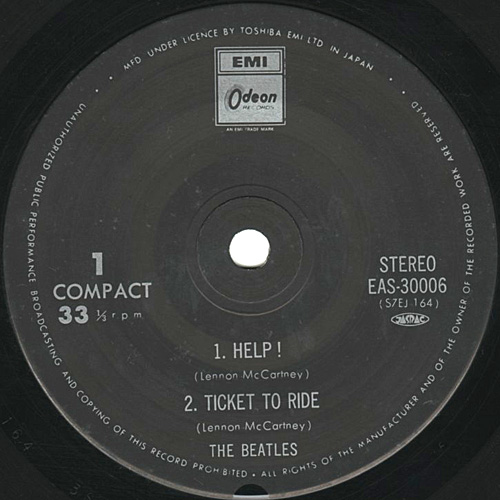 • MFD UNDER LICENCE BY TOSHIBA EMI LTD IN JAPAN •
EMI
Odeon
RECORDS
AN EMI TRADE MARK
1
COMPACT
33 ⅓ r.p.m.
STEREO
EAS-30006
(S7EJ 164)
JASRAC
1. HELP !
(Lennon McCartney)
2. TICKET TO RIDE
(Lennon McCartney)
THE BEATLES
UNAUTHORIZED PUBLIC PERFORMANCE BROADCASTING AND COPYING OF THIS RECORD PROHIBITED • ALL RIGHTS OF THE MANUFACTURER AND OF THE OWNER OF THE RECORDED WORK ARE RESERVED
164